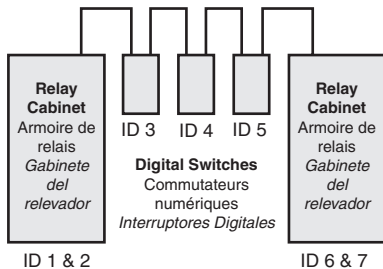 Relay
Cabinet
Armoire de
relais
Gabinete
del
relevador
ID 1 & 2
ID 3
ID 4
ID 5
Digital Switches
Commutateurs
numériques
Interruptores Digitales
Relay
Cabinet
Armoire de
relais
Gabinete
del
relevador
ID 6 & 7